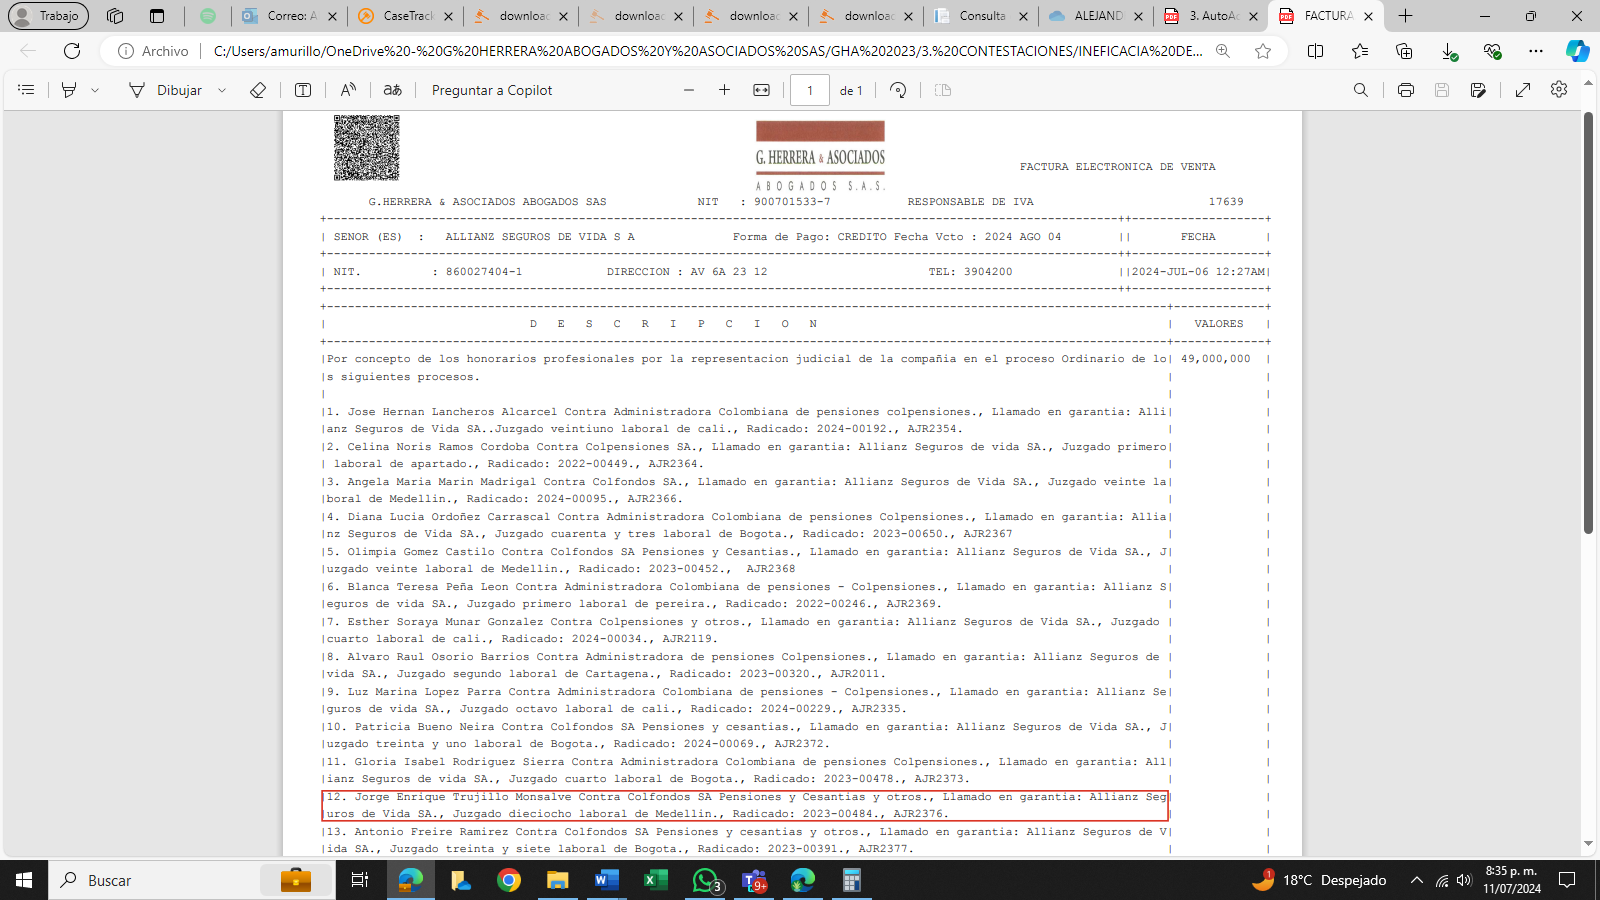 Trabajo
Correo: A
CaseTrack
downloac
downloac
downloac
downloac
Consulta
ALEJAND
3. AutoAd
FACTURA
Archivo
C:/Users/amurillo/OneDrive%20-%20G%20HERRERA%20ABOGADOS%20Y%20ASOCIADOS%20SAS/GHA%202023/3.%20CONTESTACIONES/INEFICACIA%20DE...
Dibujar
aあ
Preguntar a Copilot
1 de 1
G. HERRERA & ASOCIADOS
ABOGADOS S.A.S.
FACTURA ELECTRONICA DE VENTA
G.HERRERA & ASOCIADOS ABOGADOS SAS NIT : 900701533-7 RESPONSABLE DE IVA 17639
SENOR (ES) : ALLIANZ SEGUROS DE VIDA S A Forma de Pago: CREDITO Fecha Vcto : 2024 AGO 04 || FECHA |
| NIT. : 860027404-1 DIRECCION : AV 6A 23 12 TEL: 3904200 ||2024-JUL-06 12:27AM|
| D E S C R I P C I O N | VALORES |
|Por concepto de los honorarios profesionales por la representacion judicial de la compañia en el proceso Ordinario de lo| 49,000,000 |
|s siguientes procesos. | |
|1. Jose Hernan Lancheros Alcarcel Contra Administradora Colombiana de pensiones colpensiones., Llamado en garantia: Alli|
|anz Seguros de Vida SA..Juzgado veintiuno laboral de cali., Radicado: 2024-00192., AJR2354.
|2. Celina Noris Ramos Cordoba Contra Colpensiones SA., Llamado en garantia: Allianz Seguros de vida SA., Juzgado primero|
| laboral de apartado., Radicado: 2022-00449., AJR2364.
|3. Angela Maria Marin Madrigal Contra Colfondos SA., Llamado en garantia: Allianz Seguros de Vida SA., Juzgado veinte la|
|boral de Medellin., Radicado: 2024-00095., AJR2366.
|4. Diana Lucia Ordoñez Carrascal Contra Administradora Colombiana de pensiones Colpensiones., Llamado en garantia: Allia|
|nz Seguros de Vida SA., Juzgado cuarenta y tres laboral de Bogota., Radicado: 2023-00650., AJR2367
|5. Olimpia Gomez Castilo Contra Colfondos SA Pensiones y Cesantias., Llamado en garantia: Allianz Seguros de Vida SA., J|
|uzgado veinte laboral de Medellin., Radicado: 2023-00452., AJR2368
|6. Blanca Teresa Peña Leon Contra Administradora Colombiana de pensiones - Colpensiones., Llamado en garantia: Allianz S|
|eguros de vida SA., Juzgado primero laboral de pereira., Radicado: 2022-00246., AJR2369.
|7. Esther Soraya Munar Gonzalez Contra Colpensiones y otros., Llamado en garantia: Allianz Seguros de Vida SA., Juzgado |
|cuarto laboral de cali., Radicado: 2024-00034., AJR2119.
|8. Alvaro Raul Osorio Barrios Contra Administradora de pensiones Colpensiones., Llamado en garantia: Allianz Seguros de |
|vida SA., Juzgado segundo laboral de Cartagena., Radicado: 2023-00320., AJR2011.
|9. Luz Marina Lopez Parra Contra Administradora Colombiana de pensiones - Colpensiones., Llamado en garantia: Allianz Se|
|guros de vida SA., Juzgado octavo laboral de cali., Radicado: 2024-00229., AJR2335.
|10. Patricia Bueno Neira Contra Colfondos SA Pensiones y cesantias., Llamado en garantia: Allianz Seguros de Vida SA., J|
|uzgado treinta y uno laboral de Bogota., Radicado: 2024-00069., AJR2372.
|11. Gloria Isabel Rodriguez Sierra Contra Administradora Colombiana de pensiones Colpensiones., Llamado en garantia: All|
|ianz Seguros de vida SA., Juzgado cuarto laboral de Bogota., Radicado: 2023-00478., AJR2373.
|12. Jorge Enrique Trujillo Monsalve Contra Colfondos SA Pensiones y Cesantias y otros., Llamado en garantia: Allianz Seg|
|uros de Vida SA., Juzgado dieciocho laboral de Medellin., Radicado: 2023-00484., AJR2376.
|13. Antonio Freire Ramirez Contra Colfondos SA Pensiones y cesantias y otros., Llamado en garantia: Allianz Seguros de V|
|ida SA., Juzgado treinta y siete laboral de Bogota., Radicado: 2023-00391., AJR2377.
Buscar
3
9+
1
18°C Despejado
8:35 p. m.
11/07/2024